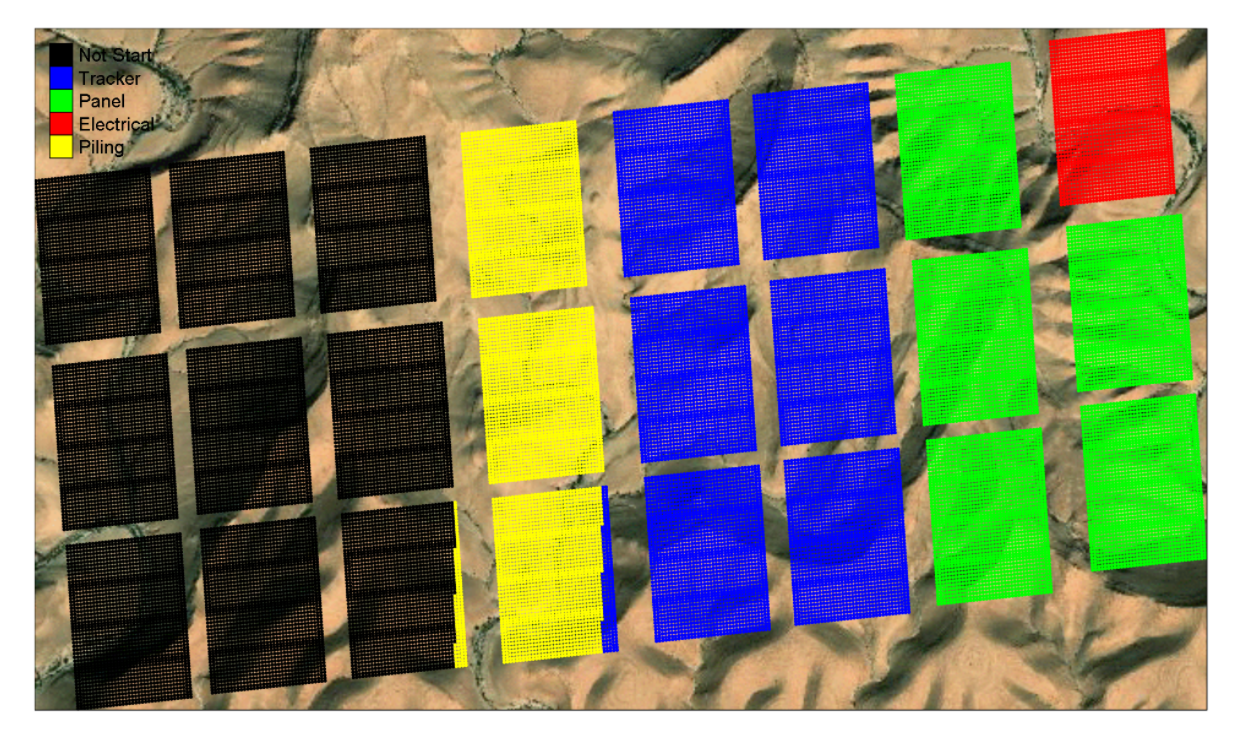 Not Start
Tracker
Panel
Electrical
Piling